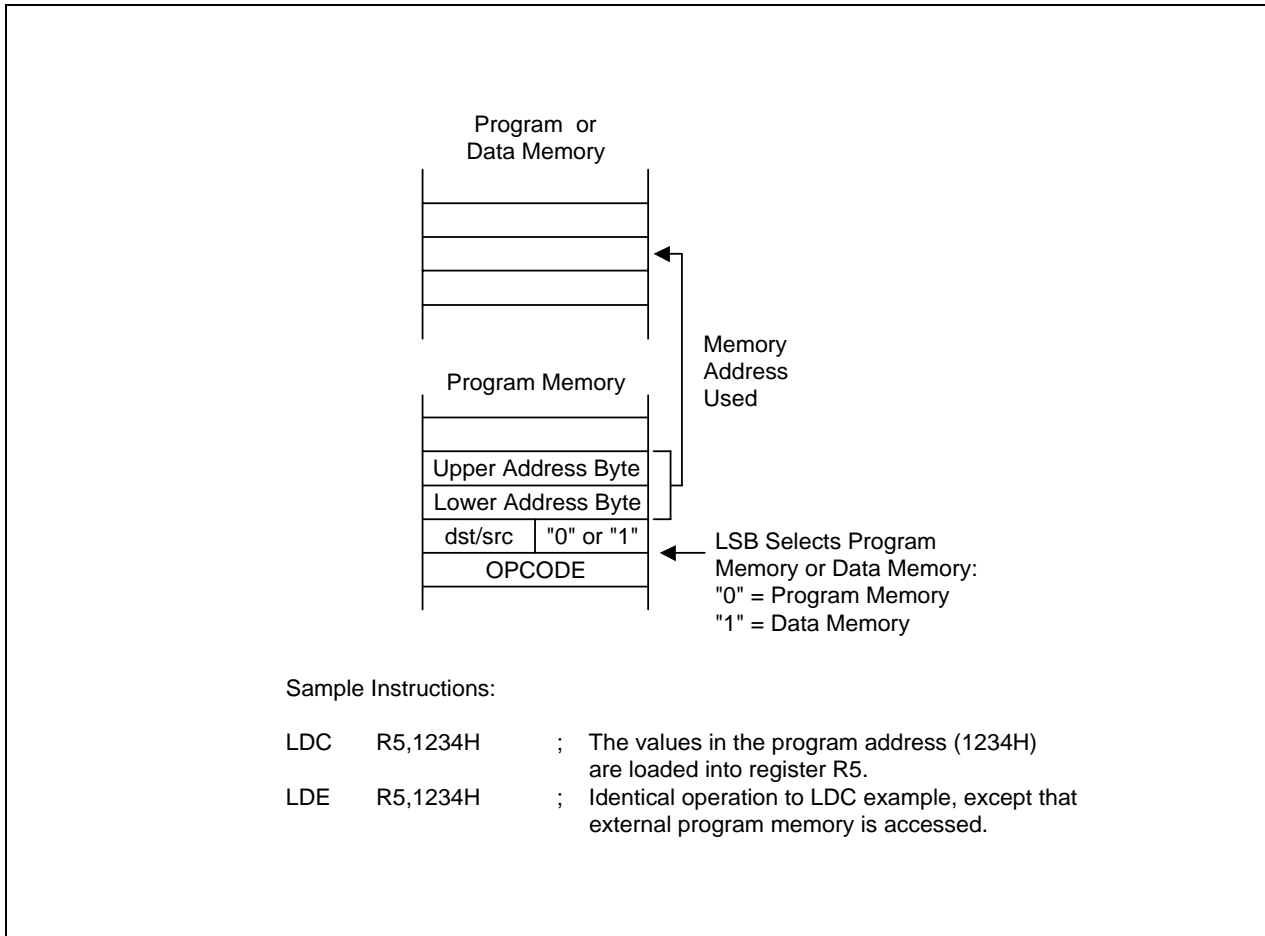 Program or
Data Memory
Memory
Address
Used
Program Memory
Upper Address Byte
Lower Address Byte
dst/src "0" or "1"
OPCODE
LSB Selects Program
Memory or Data Memory:
"0" = Program Memory
"1" = Data Memory
Sample Instructions:
LDC R5,1234H ; The values in the program address (1234H)
are loaded into register R5.
LDE R5,1234H ; Identical operation to LDC example, except that
external program memory is accessed.